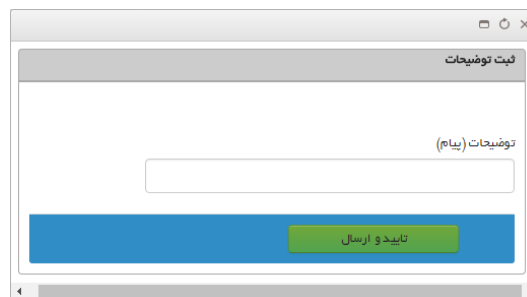 ثبت توضیحات
توضیحات (پیام)
تایید و ارسال